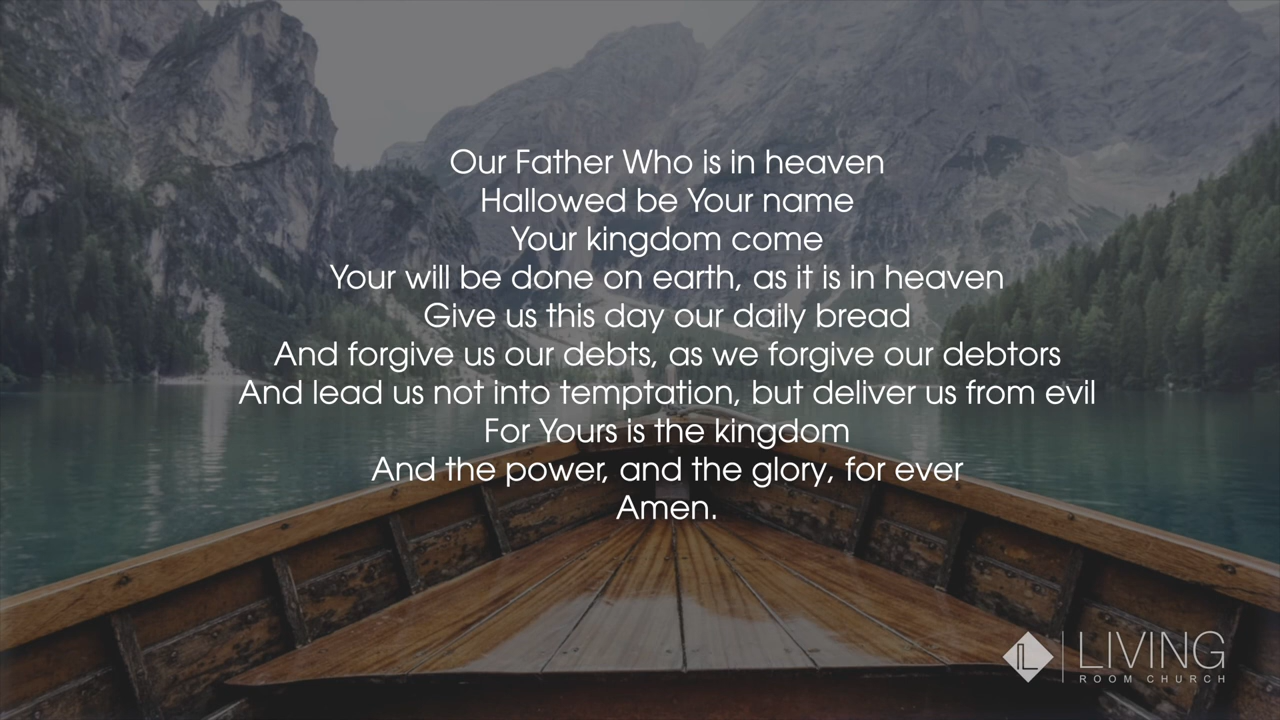 Our Father Who is in heaven
Hallowed be Your name
Your kingdom come
Your will be done on earth, as it is in heaven
Give us this day our daily bread
And forgive us our debts, as we forgive our debtors
And lead us not into temptation, but deliver us from evil
For Yours is the kingdom
And the power, and the glory, for ever
Amen.
LIVING
ROOM CHURCH